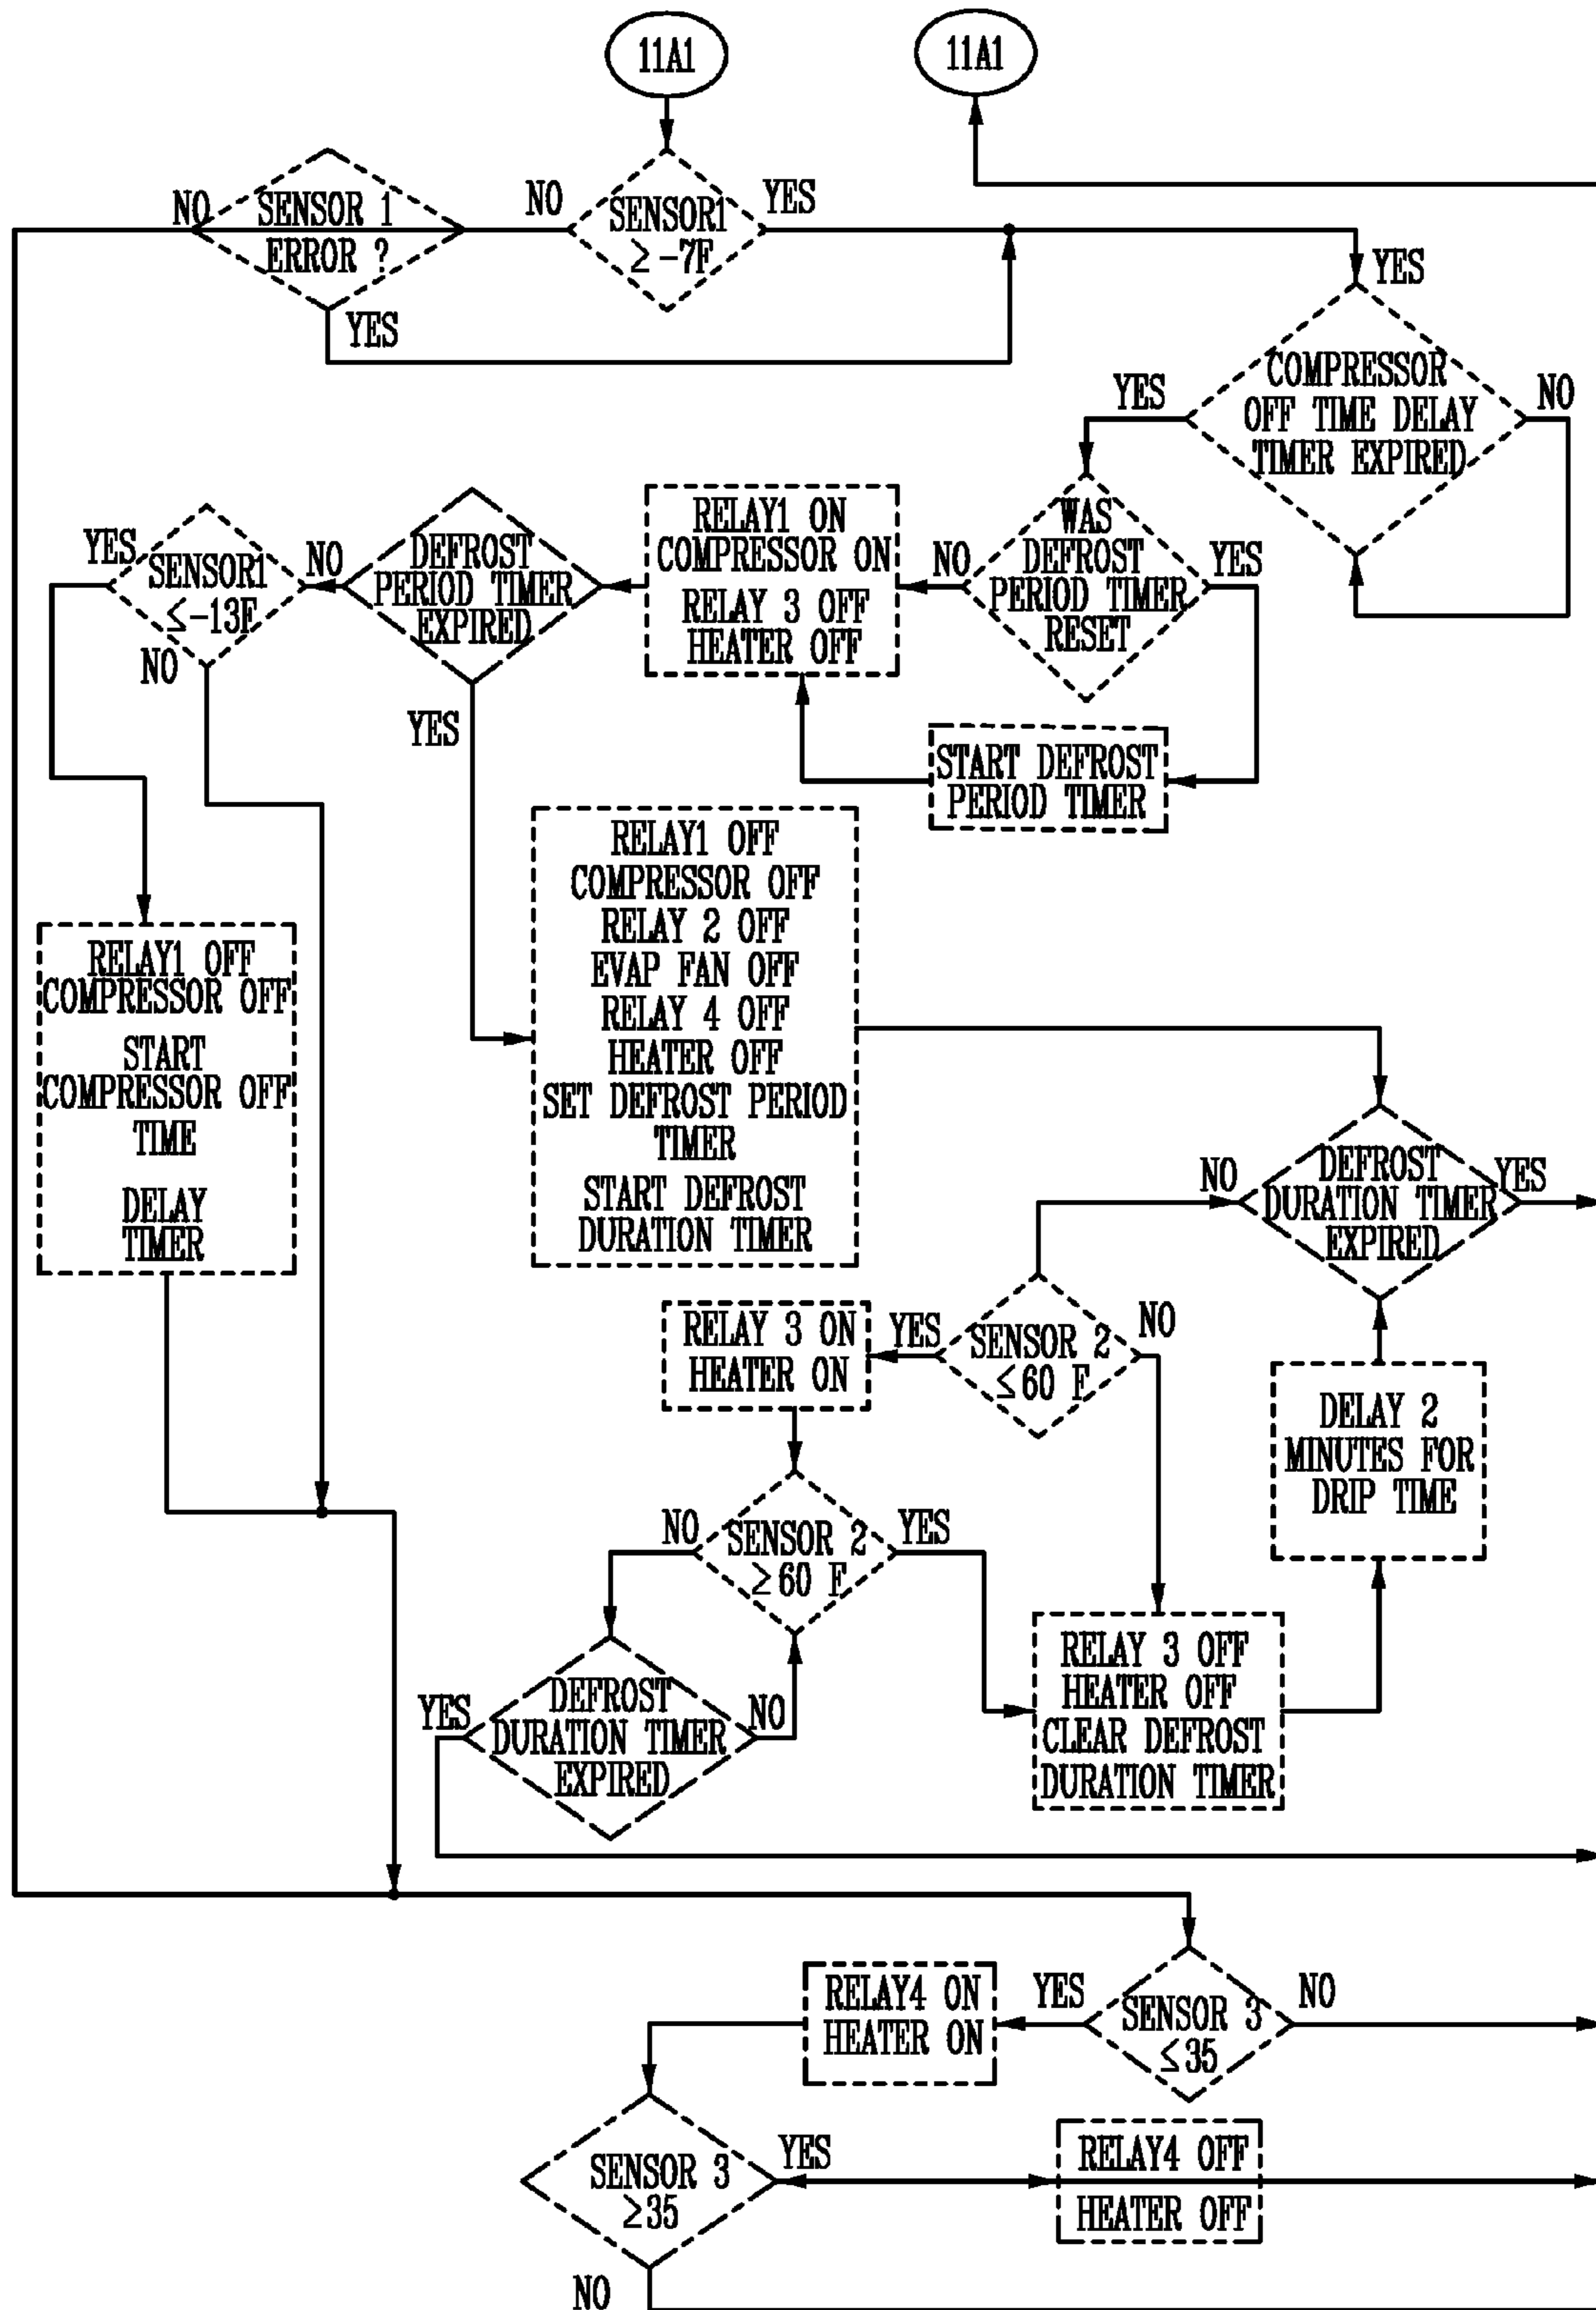 11A1
11A1
NO
SENSOR 1
ERROR ?
YES
NO
SENSOR1
≥ -7F
YES
YES
COMPRESSOR
OFF TIME DELAY
TIMER EXPIRED
YES
NO
WAS
DEFROST
PERIOD TIMER
RESET
NO
YES
START DEFROST
PERIOD TIMER
RELAY1 ON
COMPRESSOR ON
RELAY 3 OFF
HEATER OFF
DEFROST
PERIOD TIMER
EXPIRED
NO
YES
SENSOR1
≤-13F
YES
NO
RELAY1 OFF
COMPRESSOR OFF
START
COMPRESSOR OFF
TIME
DELAY
TIMER
RELAY1 OFF
COMPRESSOR OFF
RELAY 2 OFF
EVAP FAN OFF
RELAY 4 OFF
HEATER OFF
SET DEFROST PERIOD
TIMER
START DEFROST
DURATION TIMER
NO
DEFROST
DURATION TIMER
EXPIRED
YES
RELAY 3 ON
HEATER ON
YES
SENSOR 2
≤60 F
NO
DELAY 2
MINUTES FOR
DRIP TIME
NO
SENSOR 2
≥60 F
YES
YES
DEFROST
DURATION TIMER
EXPIRED
NO
RELAY 3 OFF
HEATER OFF
CLEAR DEFROST
DURATION TIMER
RELAY4 ON
HEATER ON
YES
SENSOR 3
≤35
NO
SENSOR 3
≥35
YES
NO
RELAY4 OFF
HEATER OFF